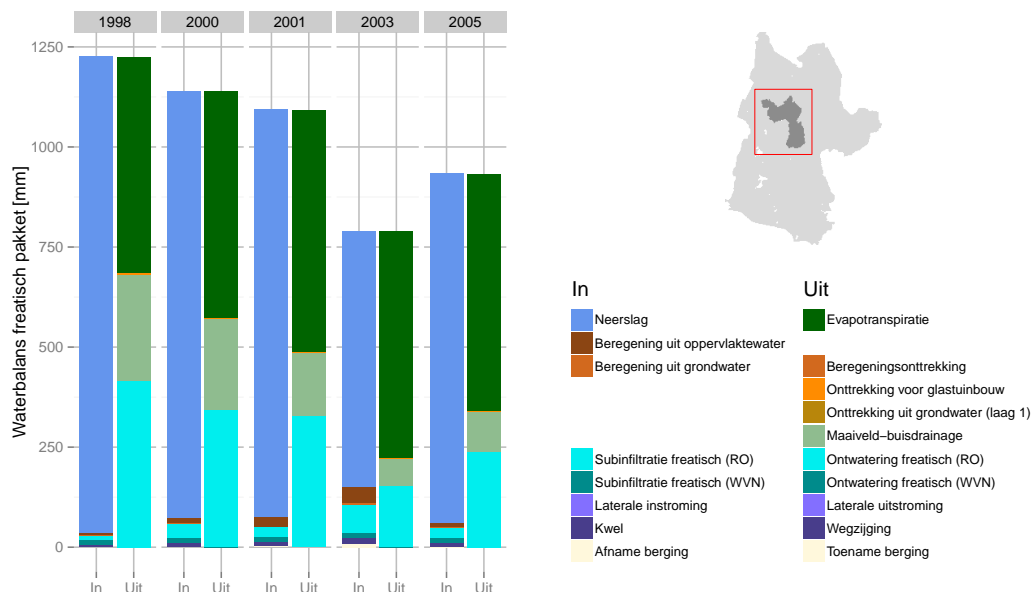 1998 2000 2001 2003 2005
Waterbalans freatisch pakket [mm]
1250
1000
750
500
250
0
In Uit In Uit In Uit In Uit In Uit
In
Neerslag
Beregening uit oppervlaktewater
Beregening uit grondwater
Subinfiltratie freatisch (RO)
Subinfiltratie freatisch (WVN)
Laterale instroming
Kwel
Afname berging
Uit
Evapotranspiratie
Beregeningsonttrekking
Onttrekking voor glastuinbouw
Onttrekking uit grondwater (laag 1)
Maaiveld−buisdrainage
Ontwatering freatisch (RO)
Ontwatering freatisch (WVN)
Laterale uitstroming
Wegzijging
Toename berging